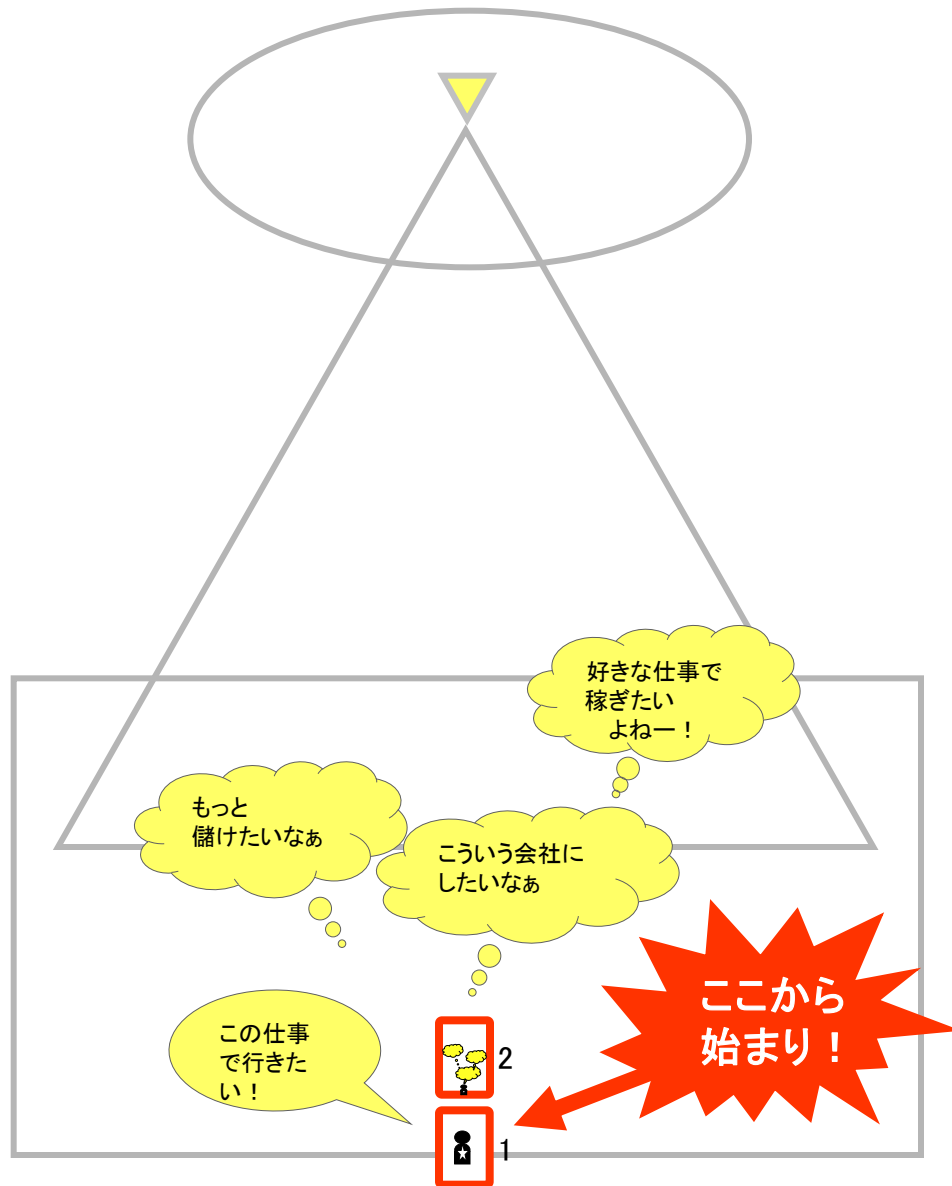 好きな仕事で
稼ぎたい
よねー！
もっと
儲けたいなぁ
こういう会社に
したいなぁ
ここから
始まり！
この仕事
で行きた
い！
2
1